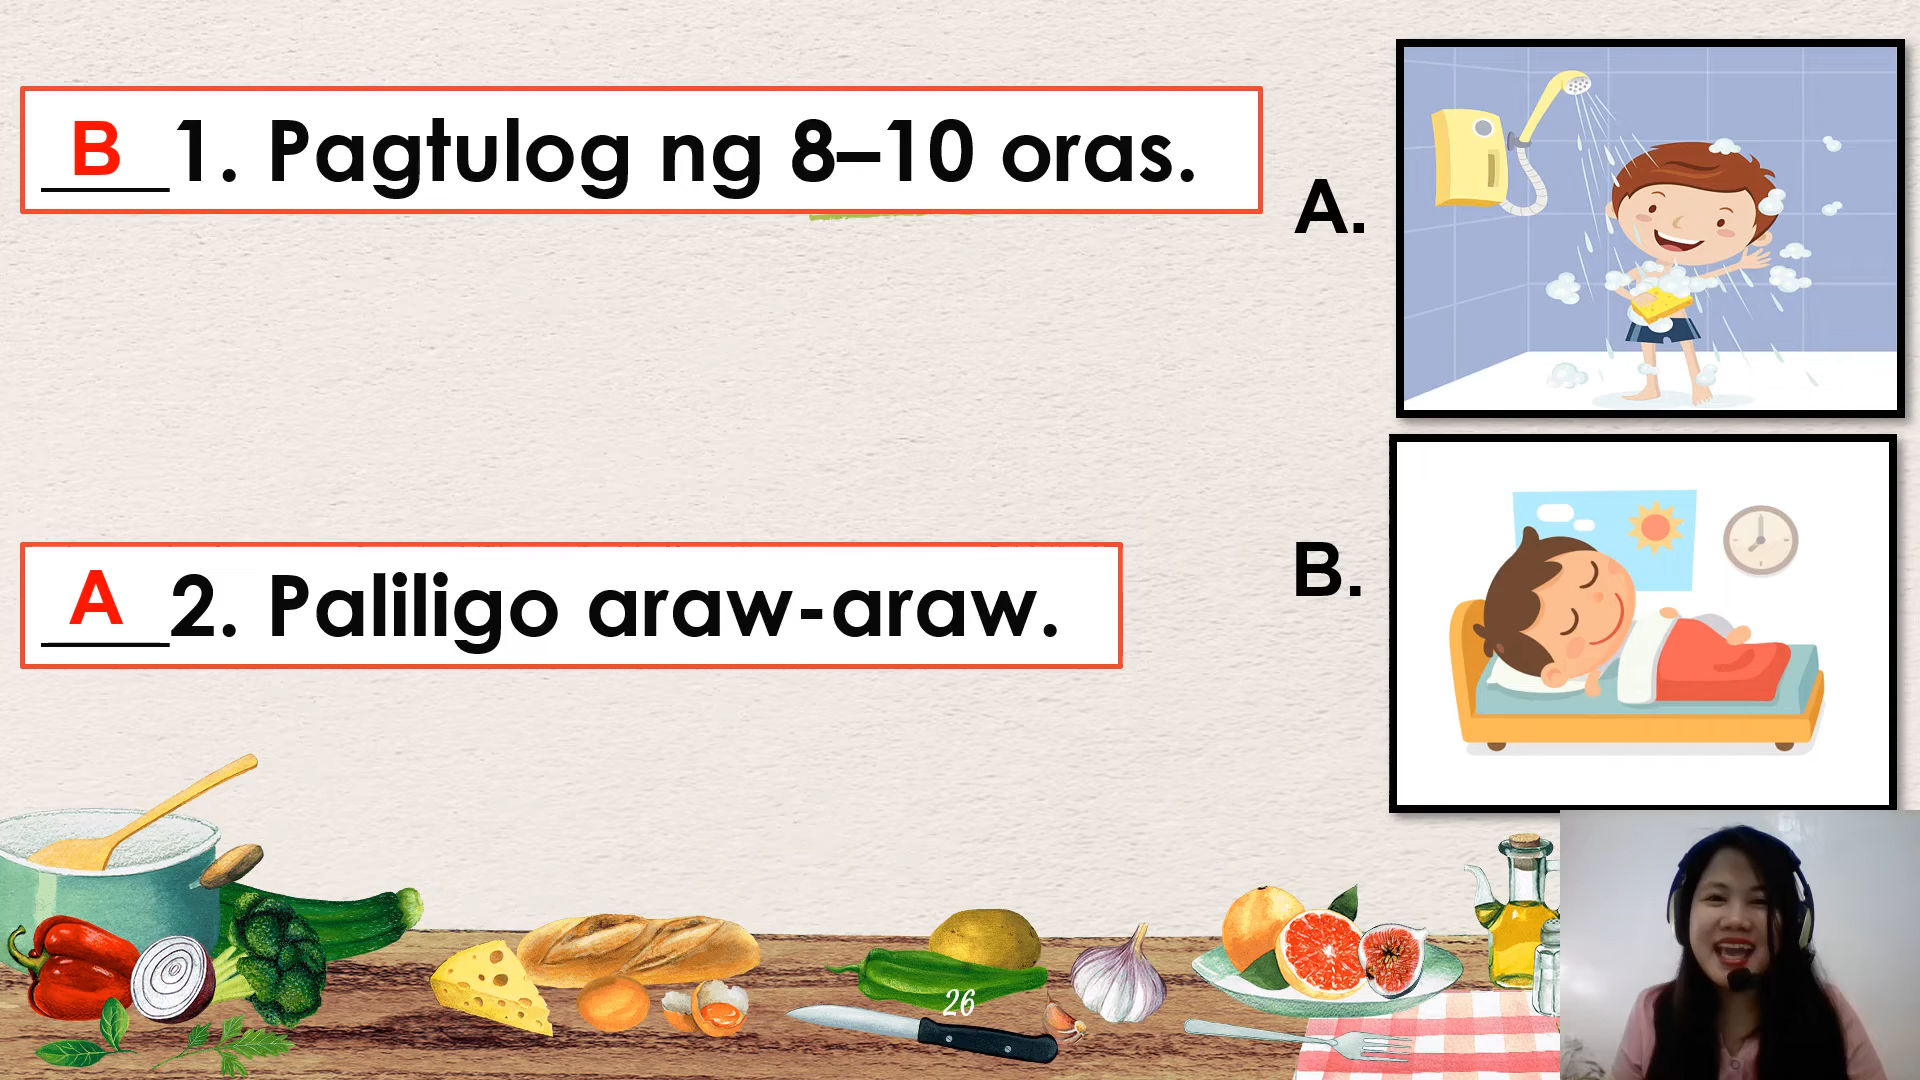 B 1. Pagtulog ng 8–10 oras.
A.
A 2. Paliligo araw-araw.
B.
26